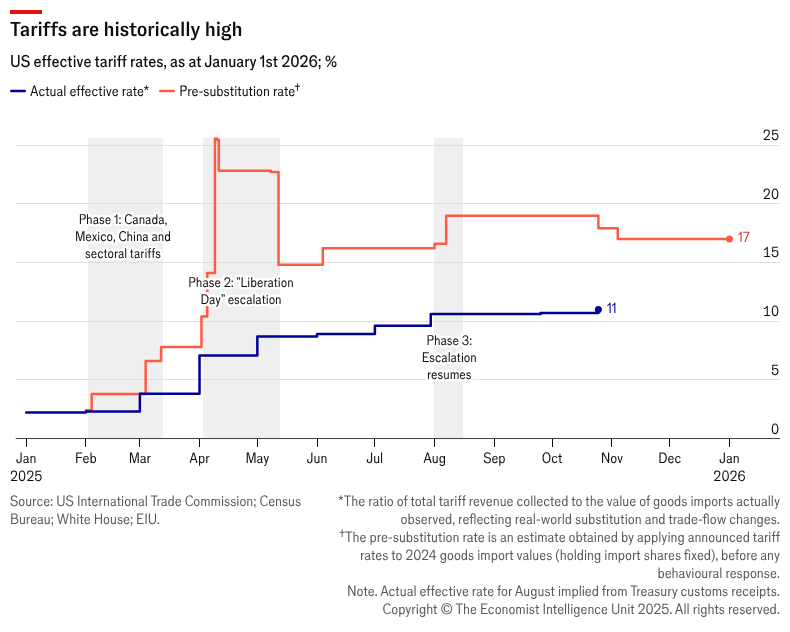 Tariffs are historically high
US effective tariff rates, as at January 1st 2026; %
Actual effective rate* Pre-substitution rate†
25
20
15
10
5
0
Phase 1: Canada,
Mexico, China and
sectoral tariffs
Phase 2: "Liberation
Day" escalation
Phase 3:
Escalation
resumes
17
11
Jan Feb Mar Apr May Jun Jul Aug Sep Oct Nov Dec Jan
2025 2026
Source: US International Trade Commission; Census
Bureau; White House; EIU.
*The ratio of total tariff revenue collected to the value of goods imports actually
observed, reflecting real-world substitution and trade-flow changes.
†The pre-substitution rate is an estimate obtained by applying announced tariff
rates to 2024 goods import values (holding import shares fixed), before any
behavioural response.
Note. Actual effective rate for August implied from Treasury customs receipts.
Copyright © The Economist Intelligence Unit 2025. All rights reserved.